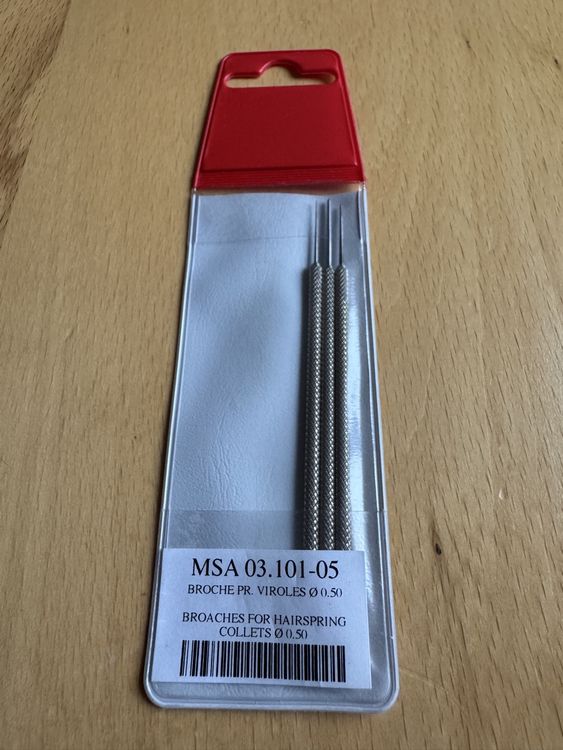 MSA 03.101-05
BROCHE PR. VIROLES Ø 0.50
BROACHES FOR HAIRSPRING
COLLETS Ø 0.50